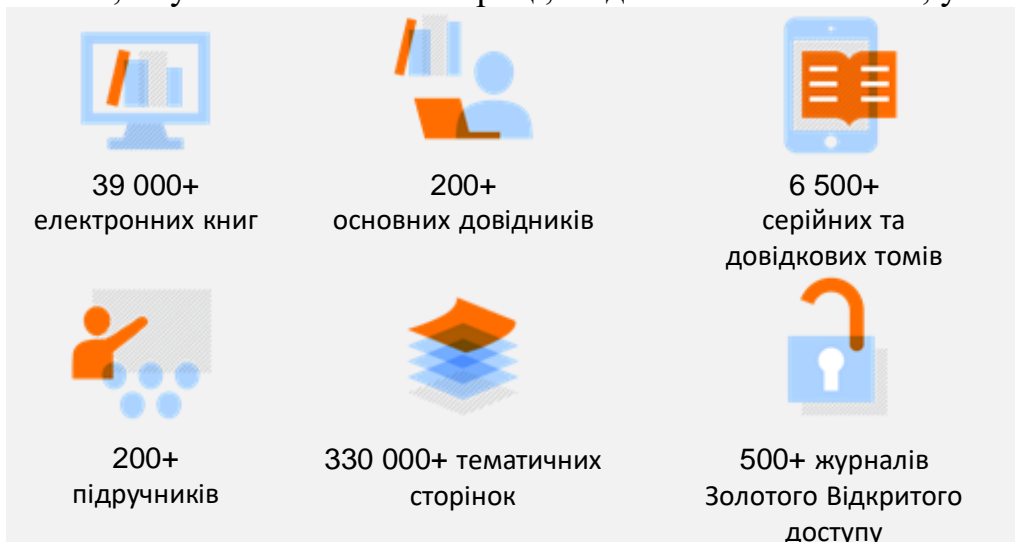 39 000+
електронних книг
200+
основних довідників
6 500+
серійних та
довідкових томів
200+
підручників
330 000+ тематичних
сторінок
500+ журналів
Золотого Відкритого
доступу